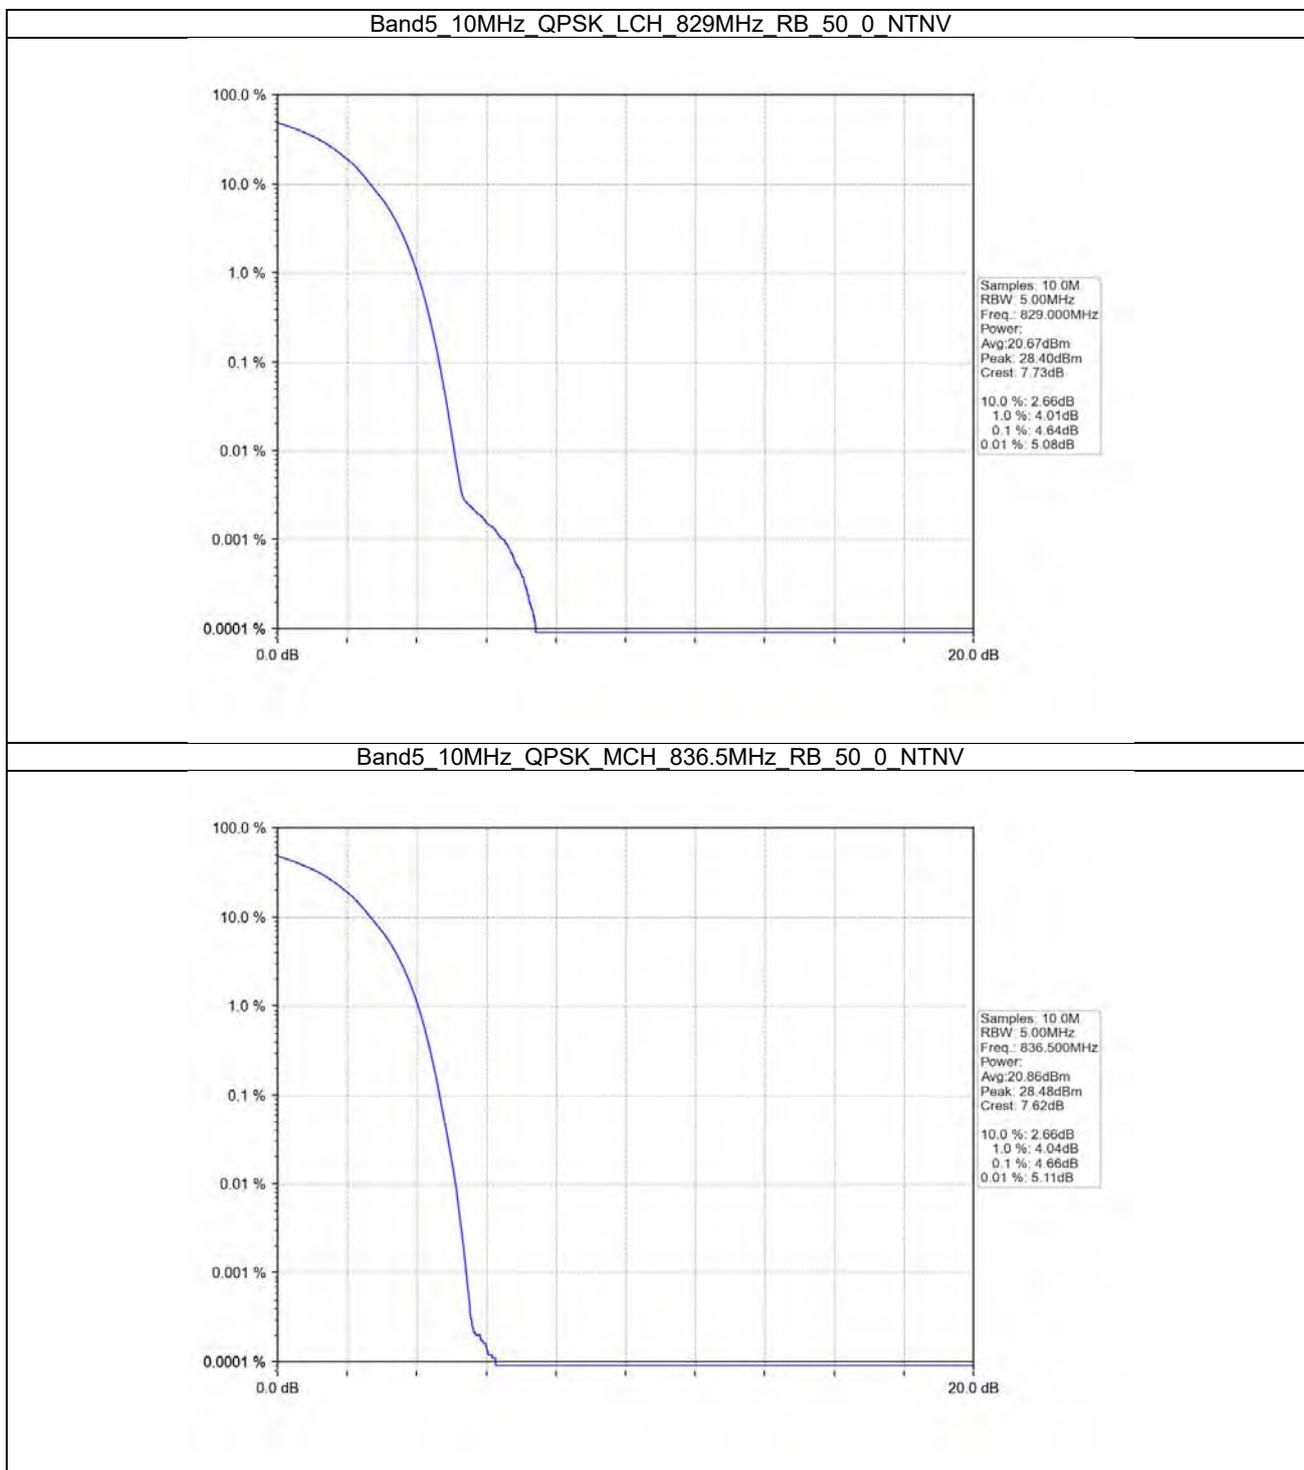 Band5_10MHz_QPSK_LCH_829MHz_RB_50_0_NTNV
100.0 %
10.0 %
1.0 %
0.1 %
0.01 %
0.001 %
0.0001 %
0.0 dB
20.0 dB
Samples: 10.0M
RBW: 5.00MHz
Freq.: 829.000MHz
Power:
Avg:20.67dBm
Peak: 28.40dBm
Crest: 7.73dB
10.0 %: 2.66dB
1.0 %: 4.01dB
0.1 %: 4.64dB
0.01 %: 5.08dB
Band5_10MHz_QPSK_MCH_836.5MHz_RB_50_0_NTNV
100.0 %
10.0 %
1.0 %
0.1 %
0.01 %
0.001 %
0.0001 %
0.0 dB
20.0 dB
Samples: 10.0M
RBW: 5.00MHz
Freq.: 836.500MHz
Power:
Avg:20.86dBm
Peak: 28.48dBm
Crest: 7.62dB
10.0 %: 2.66dB
1.0 %: 4.04dB
0.1 %: 4.66dB
0.01 %: 5.11dB